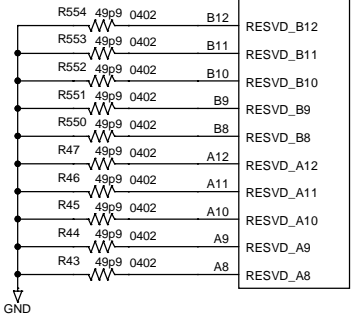 R554 49p9 0402 B12 RESVD_B12
R553 49p9 0402 B11 RESVD_B11
R552 49p9 0402 B10 RESVD_B10
R551 49p9 0402 B9 RESVD_B9
R550 49p9 0402 B8 RESVD_B8
R47 49p9 0402 A12 RESVD_A12
R46 49p9 0402 A11 RESVD_A11
R45 49p9 0402 A10 RESVD_A10
R44 49p9 0402 A9 RESVD_A9
R43 49p9 0402 A8 RESVD_A8
GND